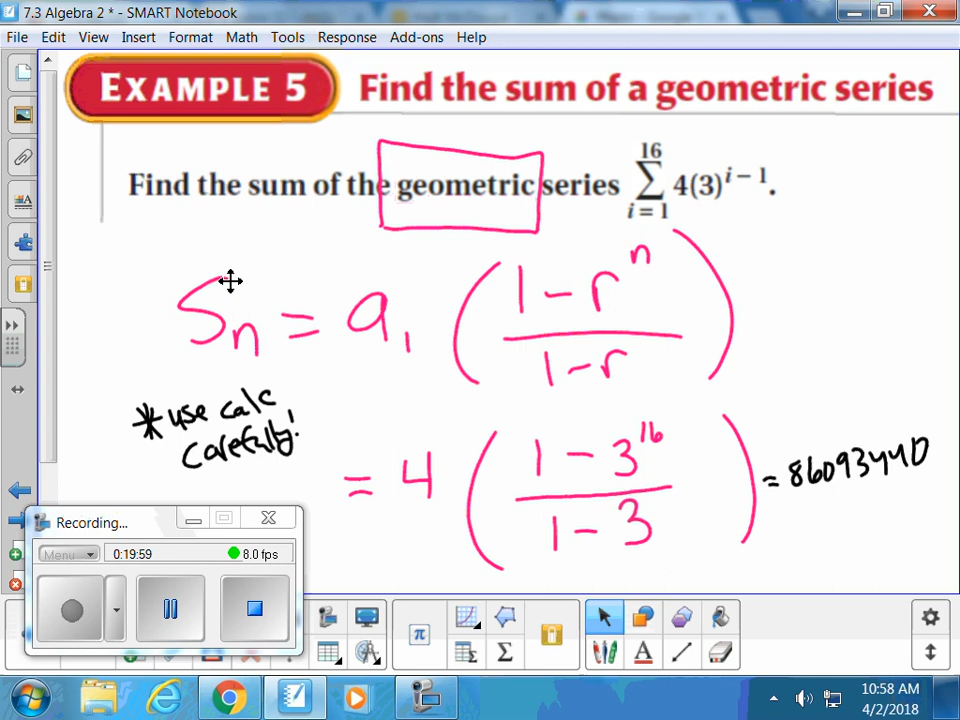 7.3 Algebra 2 * - SMART Notebook
File Edit View Insert Format Math Tools Response Add-ons Help
EXAMPLE 5 Find the sum of a geometric series
Find the sum of the geometric series
16
∑ 4(3)^{i – 1}.
i = 1
S_n = a_1 ( (1 - r^n) / (1 - r) )
*use calc
carefully!
= 4 ( (1 - 3^16) / (1 - 3) ) = 86093440
Recording...
Menu 0:19:59 8.0 fps
π Σ A
10:58 AM
4/2/2018